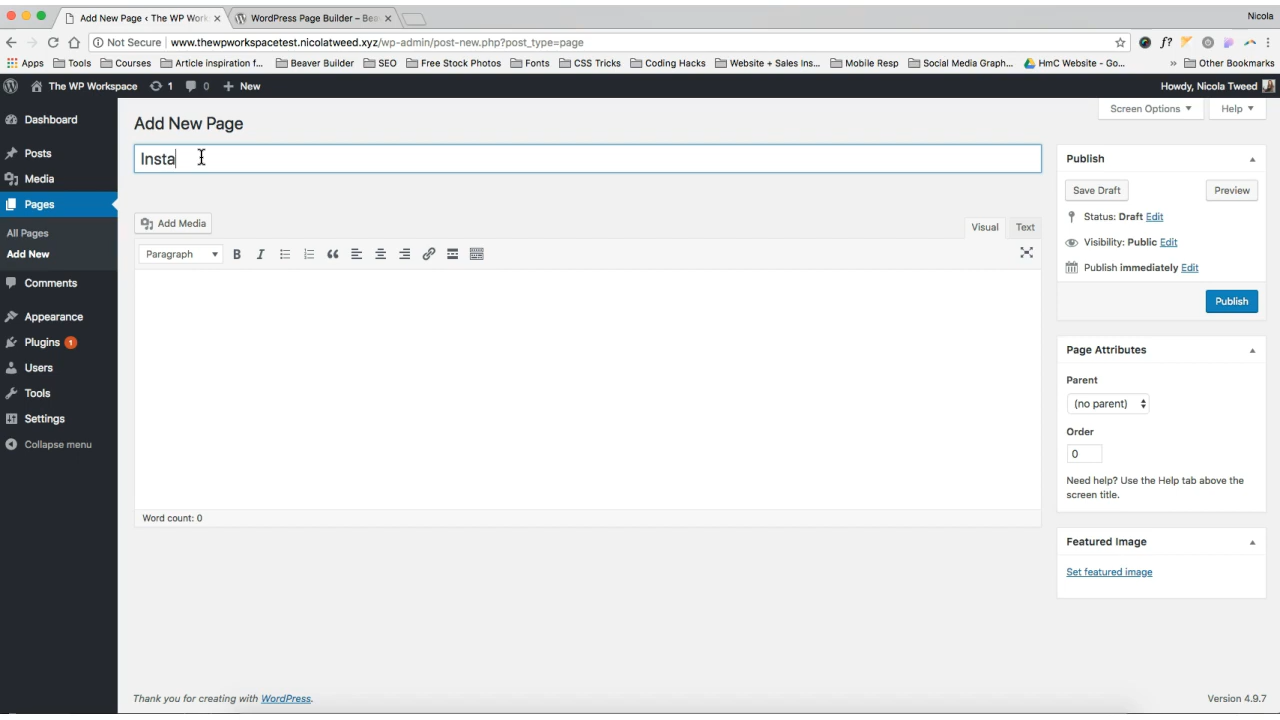 Add New Page ‹ The WP Work
WordPress Page Builder – Bea
Nicola
Not Secure | www.thewpworkspacetest.nicolatweed.xyz/wp-admin/post-new.php?post_type=page
f?
Apps Tools Courses Article inspiration f... Beaver Builder SEO Free Stock Photos Fonts CSS Tricks Coding Hacks Website + Sales Ins... Mobile Resp Social Media Graph... HmC Website - Go... » Other Bookmarks
The WP Workspace 1 0 + New Howdy, Nicola Tweed
Screen Options Help
Dashboard
Posts
Media
Pages
All Pages
Add New
Comments
Appearance
Plugins 1
Users
Tools
Settings
Collapse menu
Add New Page
Insta
Add Media
Visual Text
Paragraph B I
Word count: 0
Publish
Save Draft Preview
Status: Draft Edit
Visibility: Public Edit
Publish immediately Edit
Publish
Page Attributes
Parent
(no parent)
Order
0
Need help? Use the Help tab above the
screen title.
Featured Image
Set featured image
Thank you for creating with WordPress.
Version 4.9.7